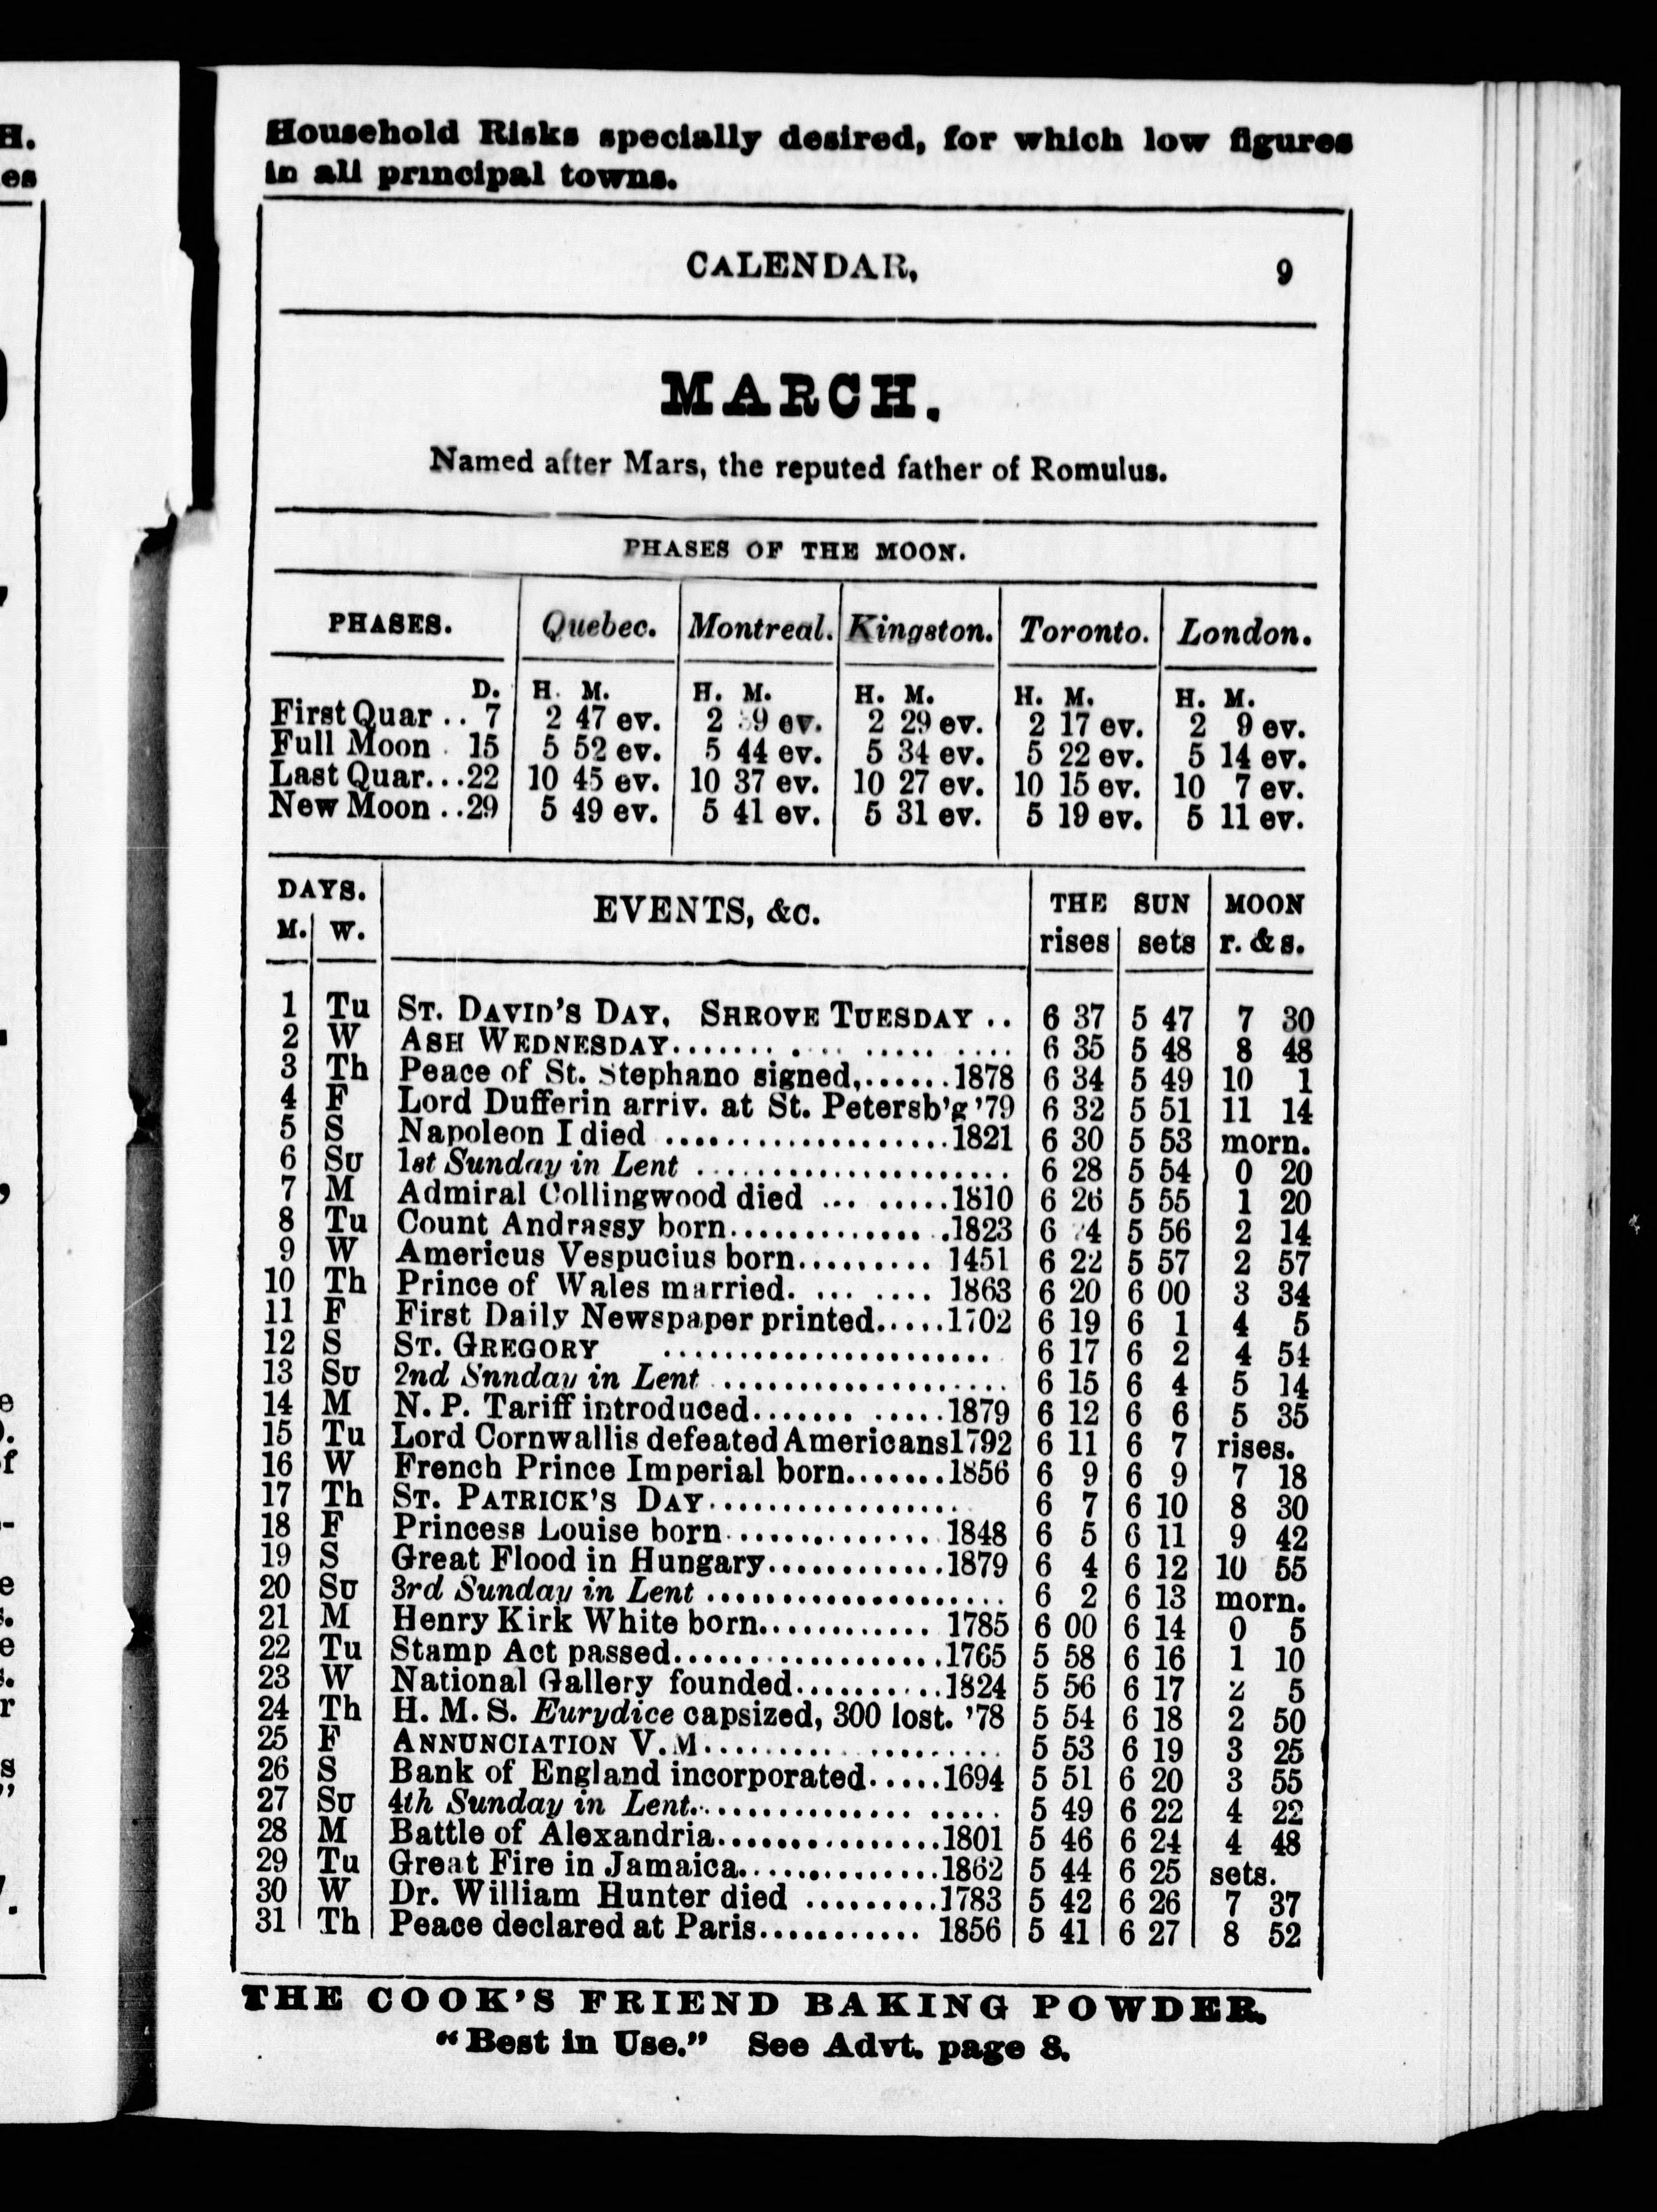 Household Risks specially desired, for which low figures
in all principal towns.
CALENDAR, 9
MARCH.
Named after Mars, the reputed father of Romulus.
PHASES OF THE MOON.
PHASES. Quebec. Montreal. Kingston. Toronto. London.
D. H. M. H. M. H. M. H. M. H. M.
First Quar .. 7 2 47 ev. 2 9 ev. 2 29 ev. 2 17 ev. 2 9 ev.
Full Moon . 15 5 52 ev. 5 44 ev. 5 34 ev. 5 22 ev. 5 14 ev.
Last Quar...22 10 45 ev. 10 37 ev. 10 27 ev. 10 15 ev. 10 7 ev.
New Moon ..29 5 49 ev. 5 41 ev. 5 31 ev. 5 19 ev. 5 11 ev.
DAYS. EVENTS, &c. THE SUN MOON
M. W. rises sets r. & s.
1 Tu ST. DAVID'S DAY, SHROVE TUESDAY .. 6 37 5 47 7 30
2 W ASH WEDNESDAY.................... 6 35 5 48 8 48
3 Th Peace of St. Stephano signed,......1878 6 34 5 49 10 1
4 F Lord Dufferin arriv. at St. Petersb'g '79 6 32 5 51 11 14
5 S Napoleon I died ...................1821 6 30 5 53 morn.
6 SU 1st Sunday in Lent ...................... 6 28 5 54 0 20
7 M Admiral Collingwood died ... ......1810 6 26 5 55 1 20
8 Tu Count Andrassy born.............. .1823 6 4 5 56 2 14
9 W Americus Vespucius born.......... 1451 6 22 5 57 2 57
10 Th Prince of Wales married. ... .... 1863 6 20 6 00 3 34
11 F First Daily Newspaper printed.....1702 6 19 6 1 4 5
12 S ST. GREGORY ........................ 6 17 6 2 4 54
13 SU 2nd Snnday in Lent ..................... 6 15 6 4 5 14
14 M N. P. Tariff introduced....... .....1879 6 12 6 6 5 35
15 Tu Lord Cornwallis defeated Americans1792 6 11 6 7 rises.
16 W French Prince Imperial born.......1856 6 9 6 9 7 18
17 Th ST. PATRICK'S DAY.................. 6 7 6 10 8 30
18 F Princess Louise born............... 1848 6 5 6 11 9 42
19 S Great Flood in Hungary.............1879 6 4 6 12 10 55
20 SU 3rd Sunday in Lent ..................... 6 2 6 13 morn.
21 M Henry Kirk White born............ 1785 6 00 6 14 0 5
22 Tu Stamp Act passed...................1765 5 58 6 16 1 10
23 W National Gallery founded..........1824 5 56 6 17 2 5
24 Th H. M. S. Eurydice capsized, 300 lost. '78 5 54 6 18 2 50
25 F ANNUNCIATION V. M.................... 5 53 6 19 3 25
26 S Bank of England incorporated.....1694 5 51 6 20 3 55
27 SU 4th Sunday in Lent.................... 5 49 6 22 4 22
28 M Battle of Alexandria................1801 5 46 6 24 4 48
29 Tu Great Fire in Jamaica..............1862 5 44 6 25 sets.
30 W Dr. William Hunter died ..........1783 5 42 6 26 7 37
31 Th Peace declared at Paris............ 1856 5 41 6 27 8 52
THE COOK'S FRIEND BAKING POWDER.
"Best in Use." See Advt. page 8.